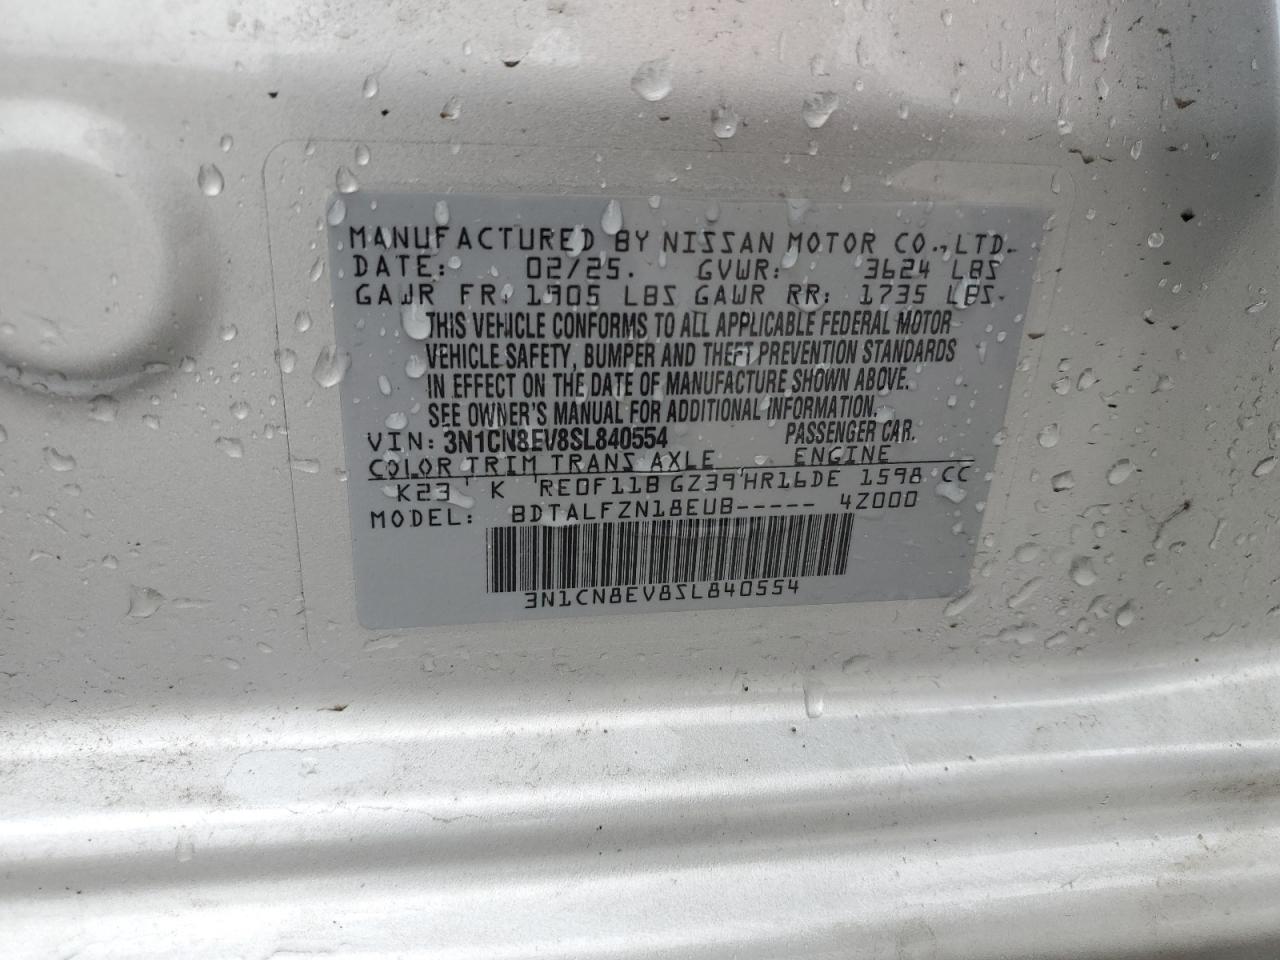 MANUFACTURED BY NISSAN MOTOR CO., LTD.
DATE: 02/25. GVWR: 3624 LBS
GAWR FR: 1905 LBS GAWR RR: 1735 LBS.
THIS VEHICLE CONFORMS TO ALL APPLICABLE FEDERAL MOTOR
VEHICLE SAFETY, BUMPER AND THEFT PREVENTION STANDARDS
IN EFFECT ON THE DATE OF MANUFACTURE SHOWN ABOVE.
SEE OWNER'S MANUAL FOR ADDITIONAL INFORMATION.
VIN: 3N1CN8EV8SL840554 PASSENGER CAR.
COLOR TRIM TRANS AXLE ENGINE
K23 ' K ' RE0F11B GZ39'HR16DE 1598 CC
MODEL: BDTALFZN18EUB----- 4Z000
3N1CN8EV8SL840554